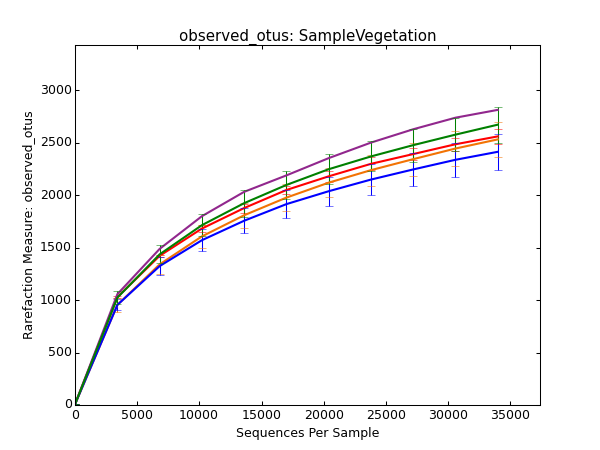 observed_otus: SampleVegetation
Rarefaction Measure: observed_otus
3000
2500
2000
1500
1000
500
0
0 5000 10000 15000 20000 25000 30000 35000
Sequences Per Sample